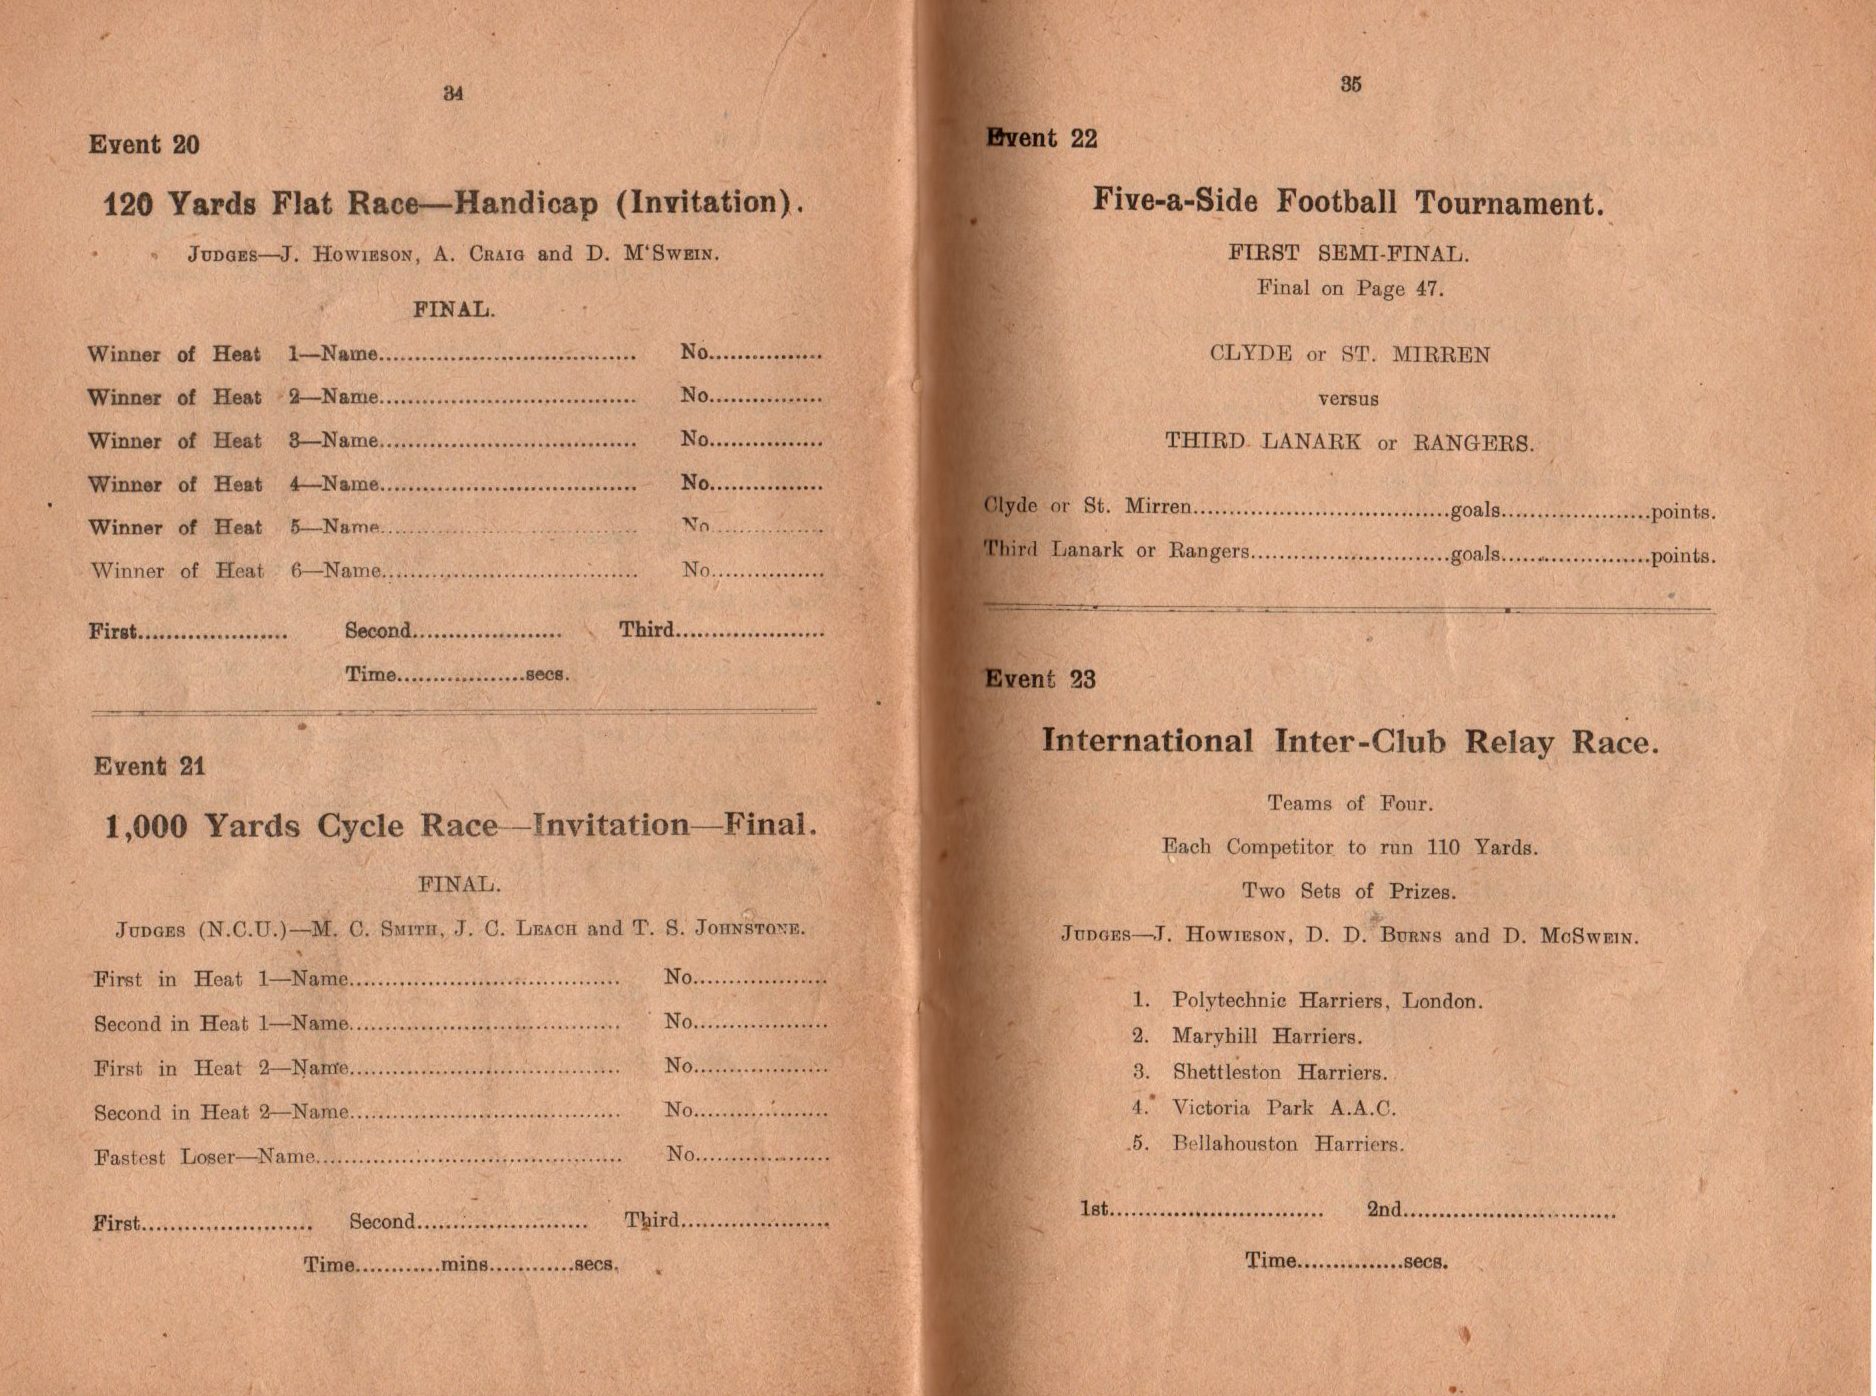 34
Event 20
120 Yards Flat Race—Handicap (Invitation).
JUDGES—J. HOWIESON, A. CRAIG and D. M'SWEIN.
FINAL.
Winner of Heat 1—Name.................................... No................
Winner of Heat 2—Name.................................... No................
Winner of Heat 3—Name.................................... No................
Winner of Heat 4—Name.................................... No................
Winner of Heat 5—Name.................................... No................
Winner of Heat 6—Name.................................... No................
First..................... Second..................... Third.....................
Time..................secs.
Event 21
1,000 Yards Cycle Race—Invitation—Final.
FINAL.
JUDGES (N.C.U.)—M. C. SMITH, J. C. LEACH and T. S. JOHNSTONE.
First in Heat 1—Name...................................... No...................
Second in Heat 1—Name...................................... No...................
First in Heat 2—Name...................................... No...................
Second in Heat 2—Name...................................... No...................
Fastest Loser—Name........................................... No...................
First........................ Second........................ Third.....................
Time............mins............secs.
35
Event 22
Five-a-Side Football Tournament.
FIRST SEMI-FINAL.
Final on Page 47.
CLYDE or ST. MIRREN
versus
THIRD LANARK or RANGERS.
Clyde or St. Mirren....................................goals.....................points.
Third Lanark or Rangers............................goals.....................points.
Event 23
International Inter-Club Relay Race.
Teams of Four.
Each Competitor to run 110 Yards.
Two Sets of Prizes.
JUDGES—J. HOWIESON, D. D. BURNS and D. McSWEIN.
1. Polytechnic Harriers, London.
2. Maryhill Harriers.
3. Shettleston Harriers.
4. Victoria Park A.A.C.
5. Bellahouston Harriers.
1st.............................. 2nd..............................
Time...............secs.